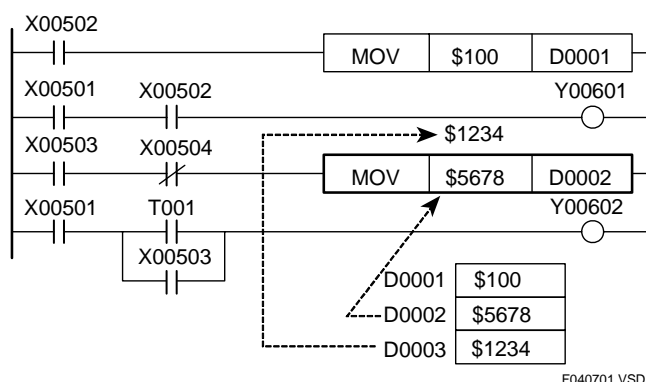 X00502
MOV $100 D0001
X00501 X00502 Y00601
$1234
X00503 X00504
MOV $5678 D0002
X00501 T001 Y00602
X00503
D0001 $100
D0002 $5678
D0003 $1234
F040701.VSD